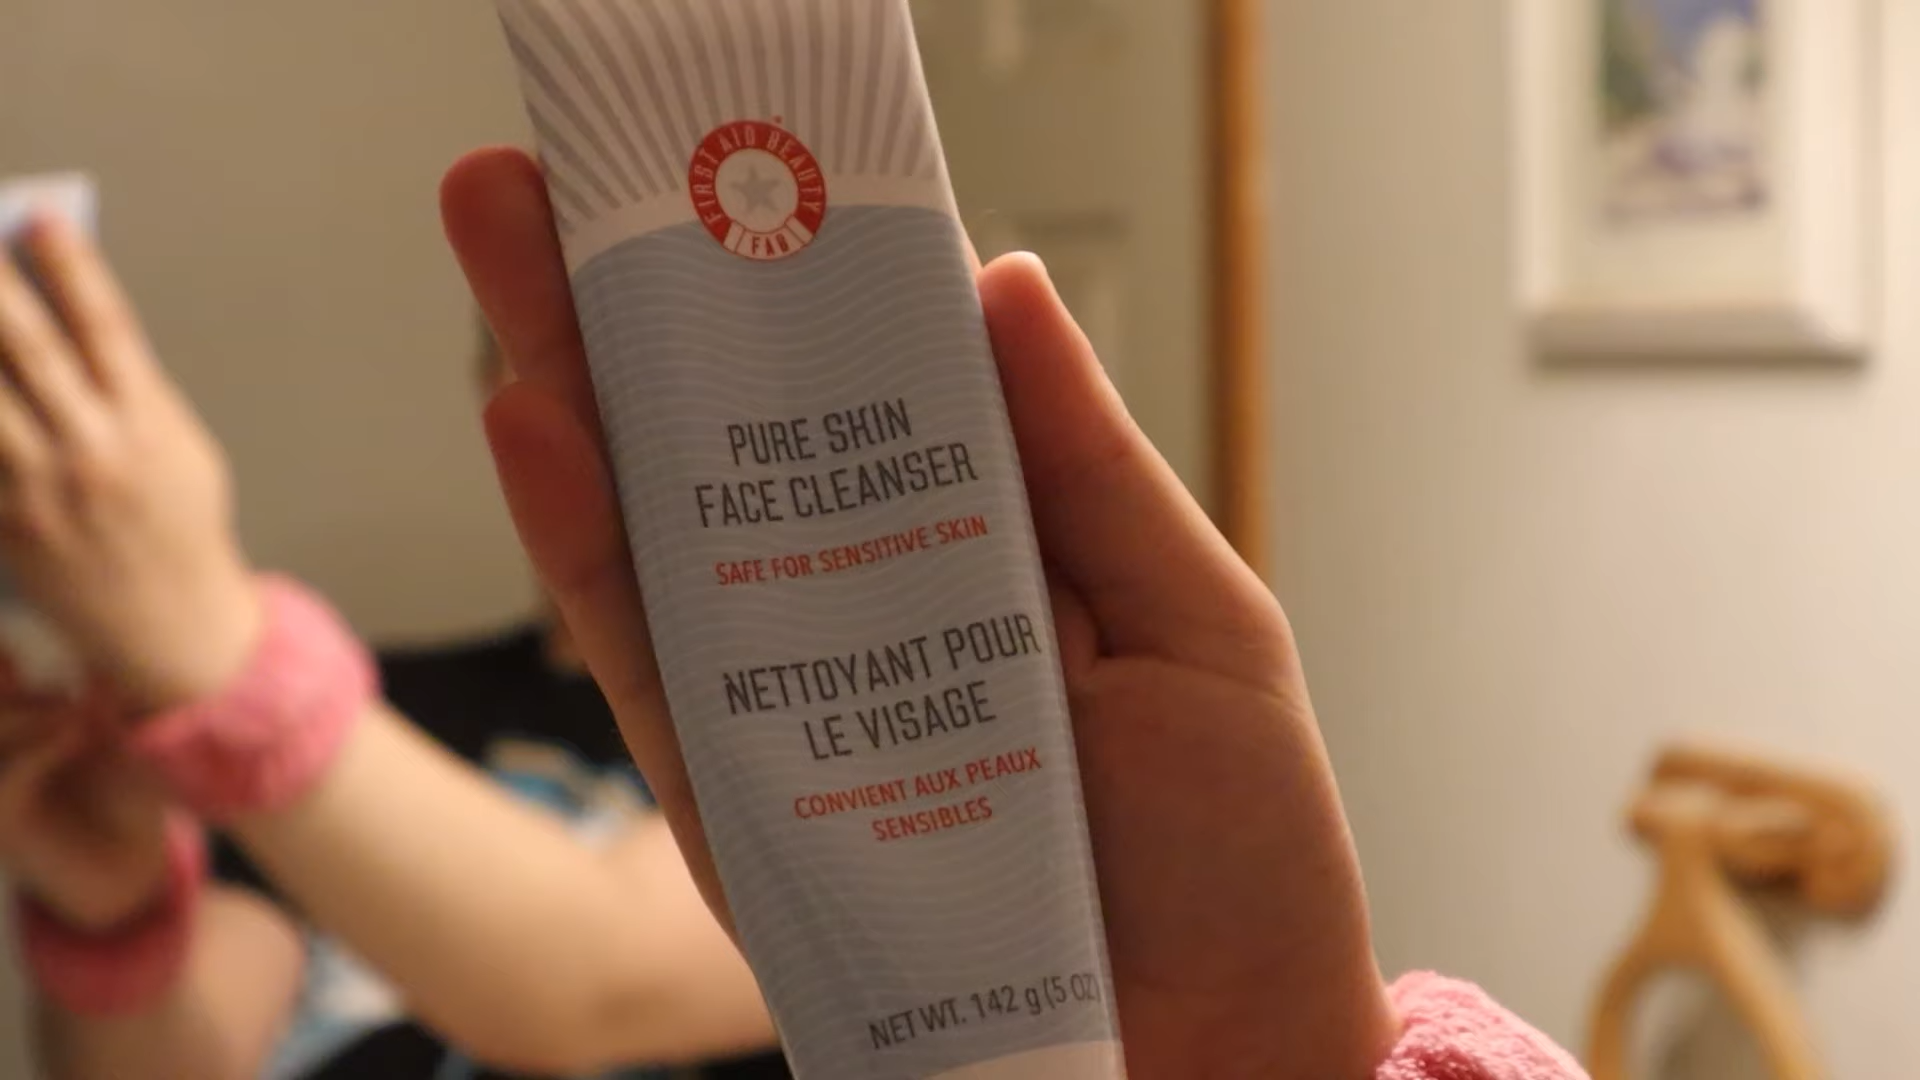 FIRST AID BEAUTY
FAB
PURE SKIN
FACE CLEANSER
SAFE FOR SENSITIVE SKIN
NETTOYANT POUR
LE VISAGE
CONVIENT AUX PEAUX
SENSIBLES
NET WT. 142 g (5 OZ)